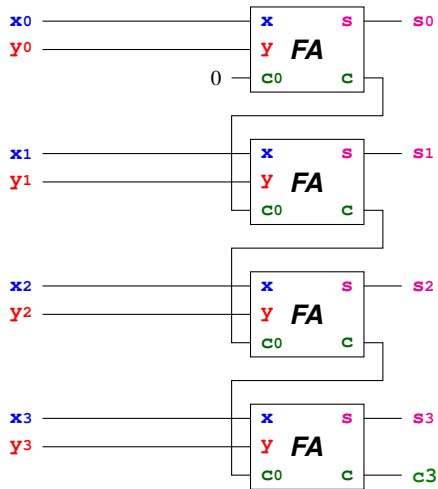 x0 x s s0
y0 y FA
0 c0 c
x1 x s s1
y1 y FA
c0 c
x2 x s s2
y2 y FA
c0 c
x3 x s s3
y3 y FA
c0 c c3